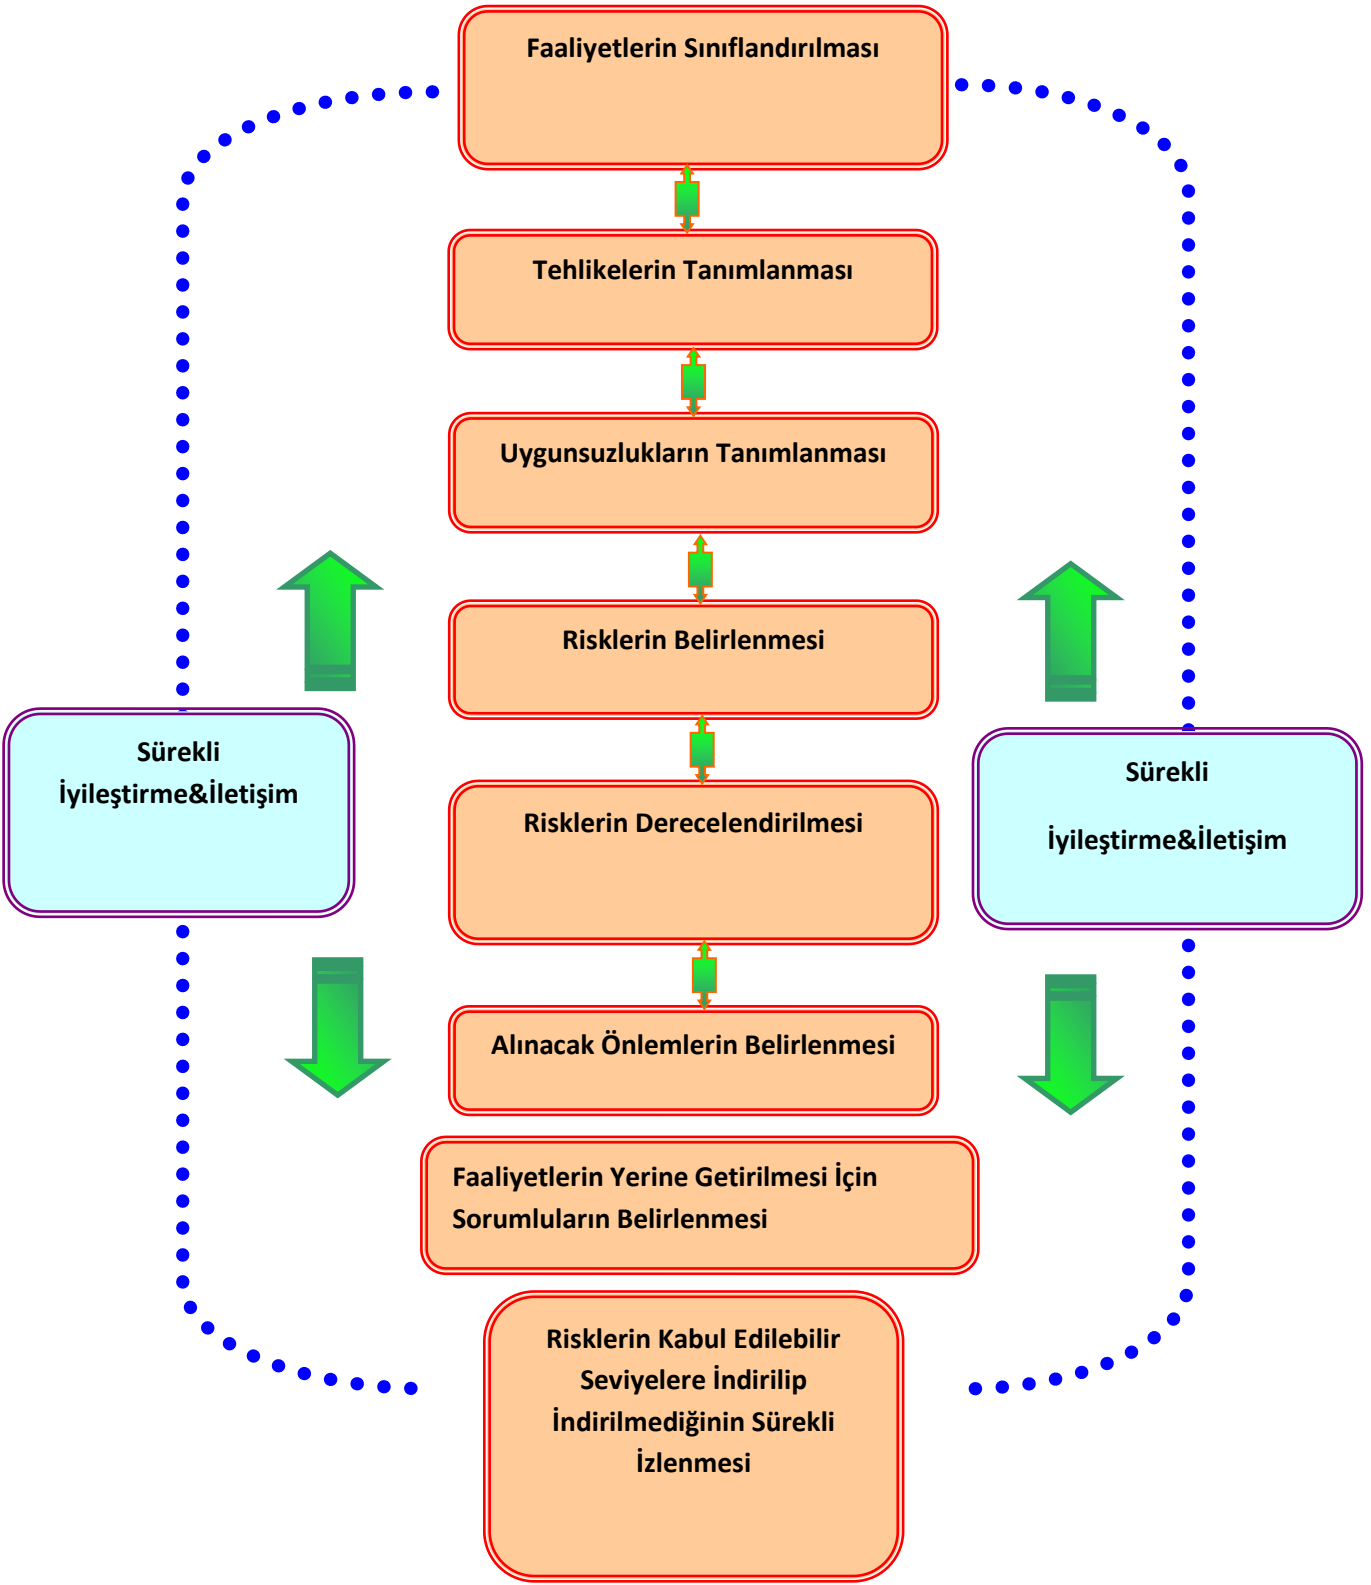 Faaliyetlerin Sınıflandırılması
Tehlikelerin Tanımlanması
Uygunsuzlukların Tanımlanması
Risklerin Belirlenmesi
Sürekli
İyileştirme&İletişim
Risklerin Derecelendirilmesi
Sürekli
İyileştirme&İletişim
Alınacak Önlemlerin Belirlenmesi
Faaliyetlerin Yerine Getirilmesi İçin
Sorumluların Belirlenmesi
Risklerin Kabul Edilebilir
Seviyelere İndirilip
İndirilmediğinin Sürekli
İzlenmesi